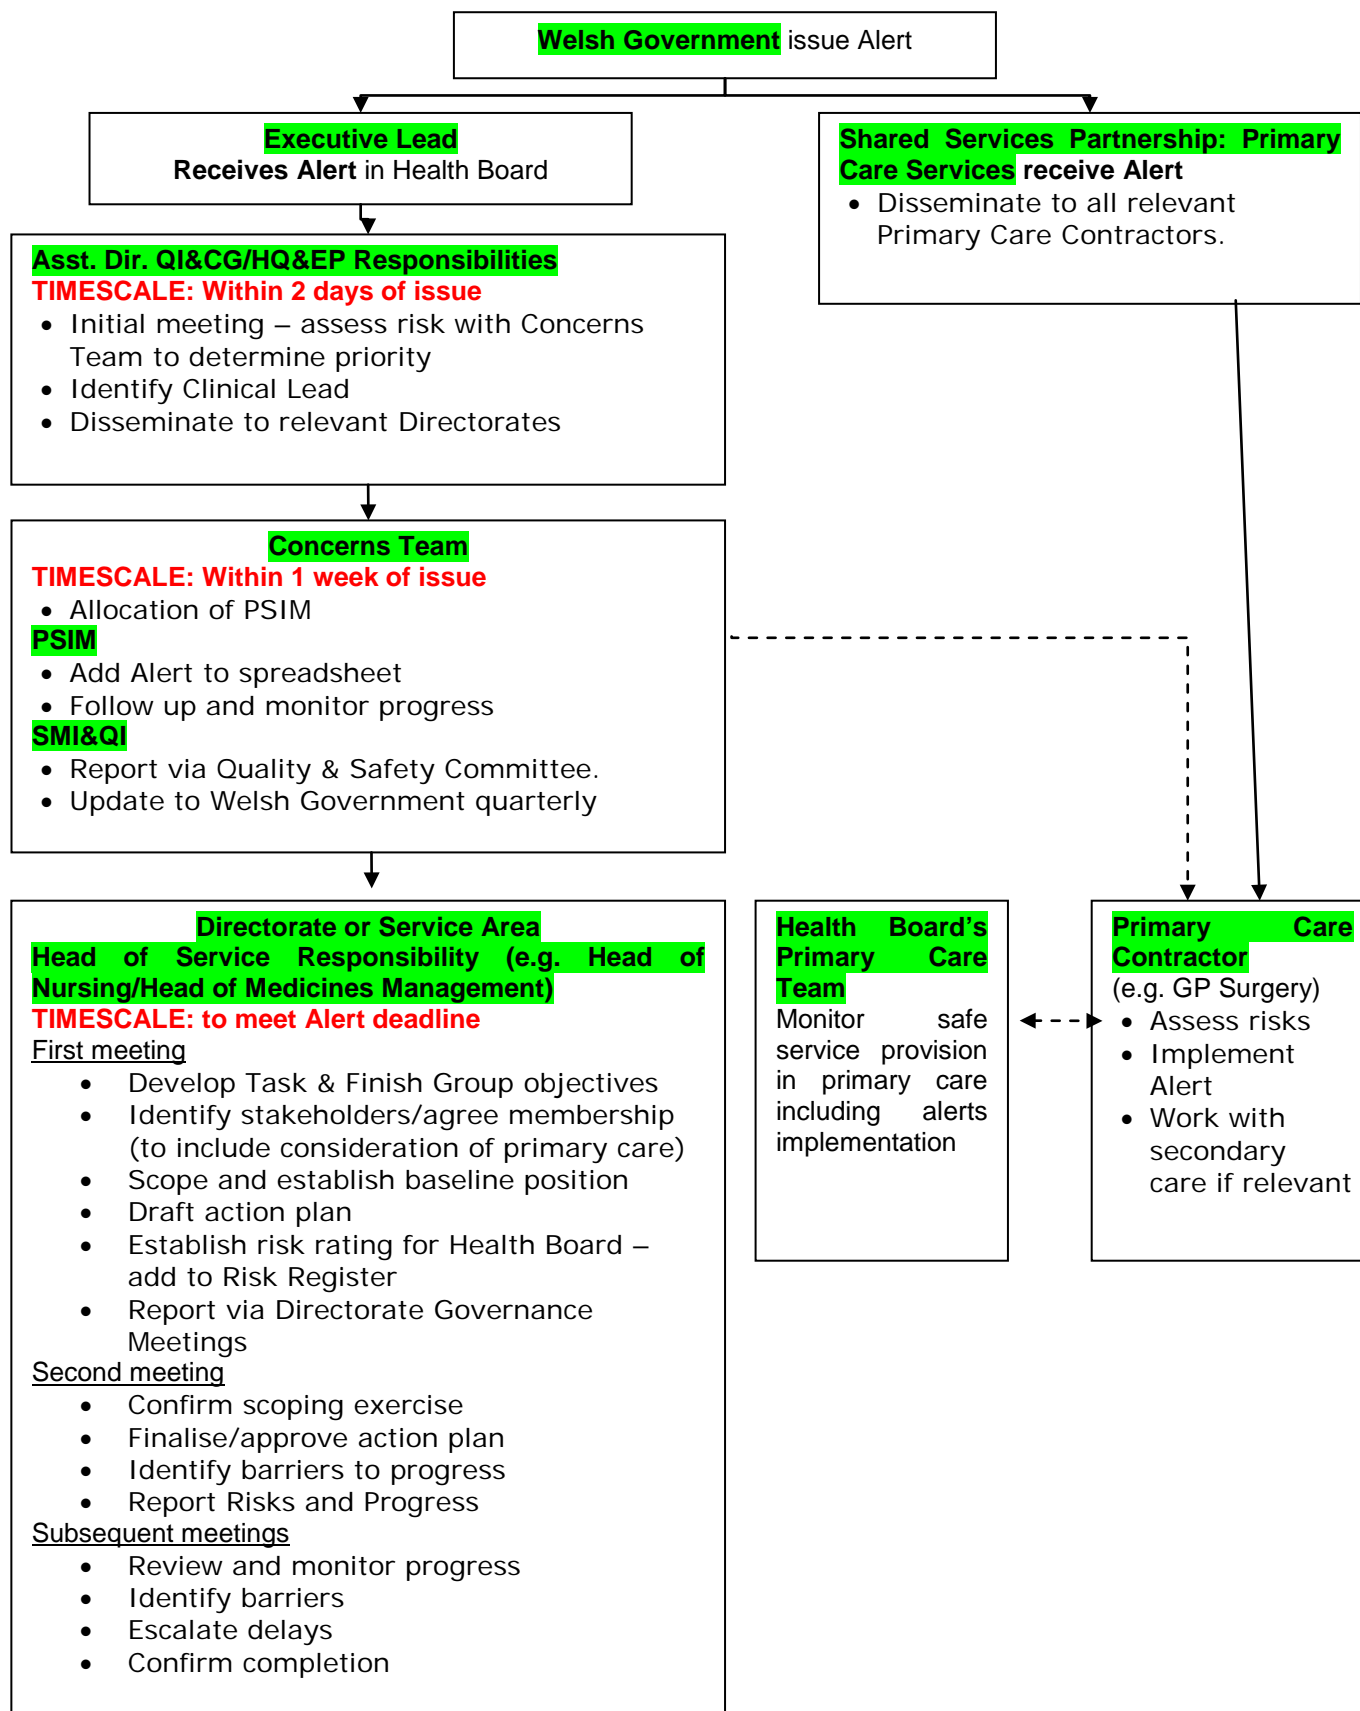 Welsh Government issue Alert
Executive Lead
Receives Alert in Health Board
Shared Services Partnership: Primary
Care Services receive Alert
• Disseminate to all relevant
Primary Care Contractors.
Asst. Dir. QI&CG/HQ&EP Responsibilities
TIMESCALE: Within 2 days of issue
• Initial meeting – assess risk with Concerns
Team to determine priority
• Identify Clinical Lead
• Disseminate to relevant Directorates
Concerns Team
TIMESCALE: Within 1 week of issue
• Allocation of PSIM
PSIM
• Add Alert to spreadsheet
• Follow up and monitor progress
SMI&QI
• Report via Quality & Safety Committee.
• Update to Welsh Government quarterly
Directorate or Service Area
Head of Service Responsibility (e.g. Head of
Nursing/Head of Medicines Management)
TIMESCALE: to meet Alert deadline
First meeting
• Develop Task & Finish Group objectives
• Identify stakeholders/agree membership
(to include consideration of primary care)
• Scope and establish baseline position
• Draft action plan
• Establish risk rating for Health Board –
add to Risk Register
• Report via Directorate Governance
Meetings
Second meeting
• Confirm scoping exercise
• Finalise/approve action plan
• Identify barriers to progress
• Report Risks and Progress
Subsequent meetings
• Review and monitor progress
• Identify barriers
• Escalate delays
• Confirm completion
Health Board's
Primary Care
Team
Monitor safe
service provision
in primary care
including alerts
implementation
Primary Care
Contractor
(e.g. GP Surgery)
• Assess risks
• Implement
Alert
• Work with
secondary
care if relevant